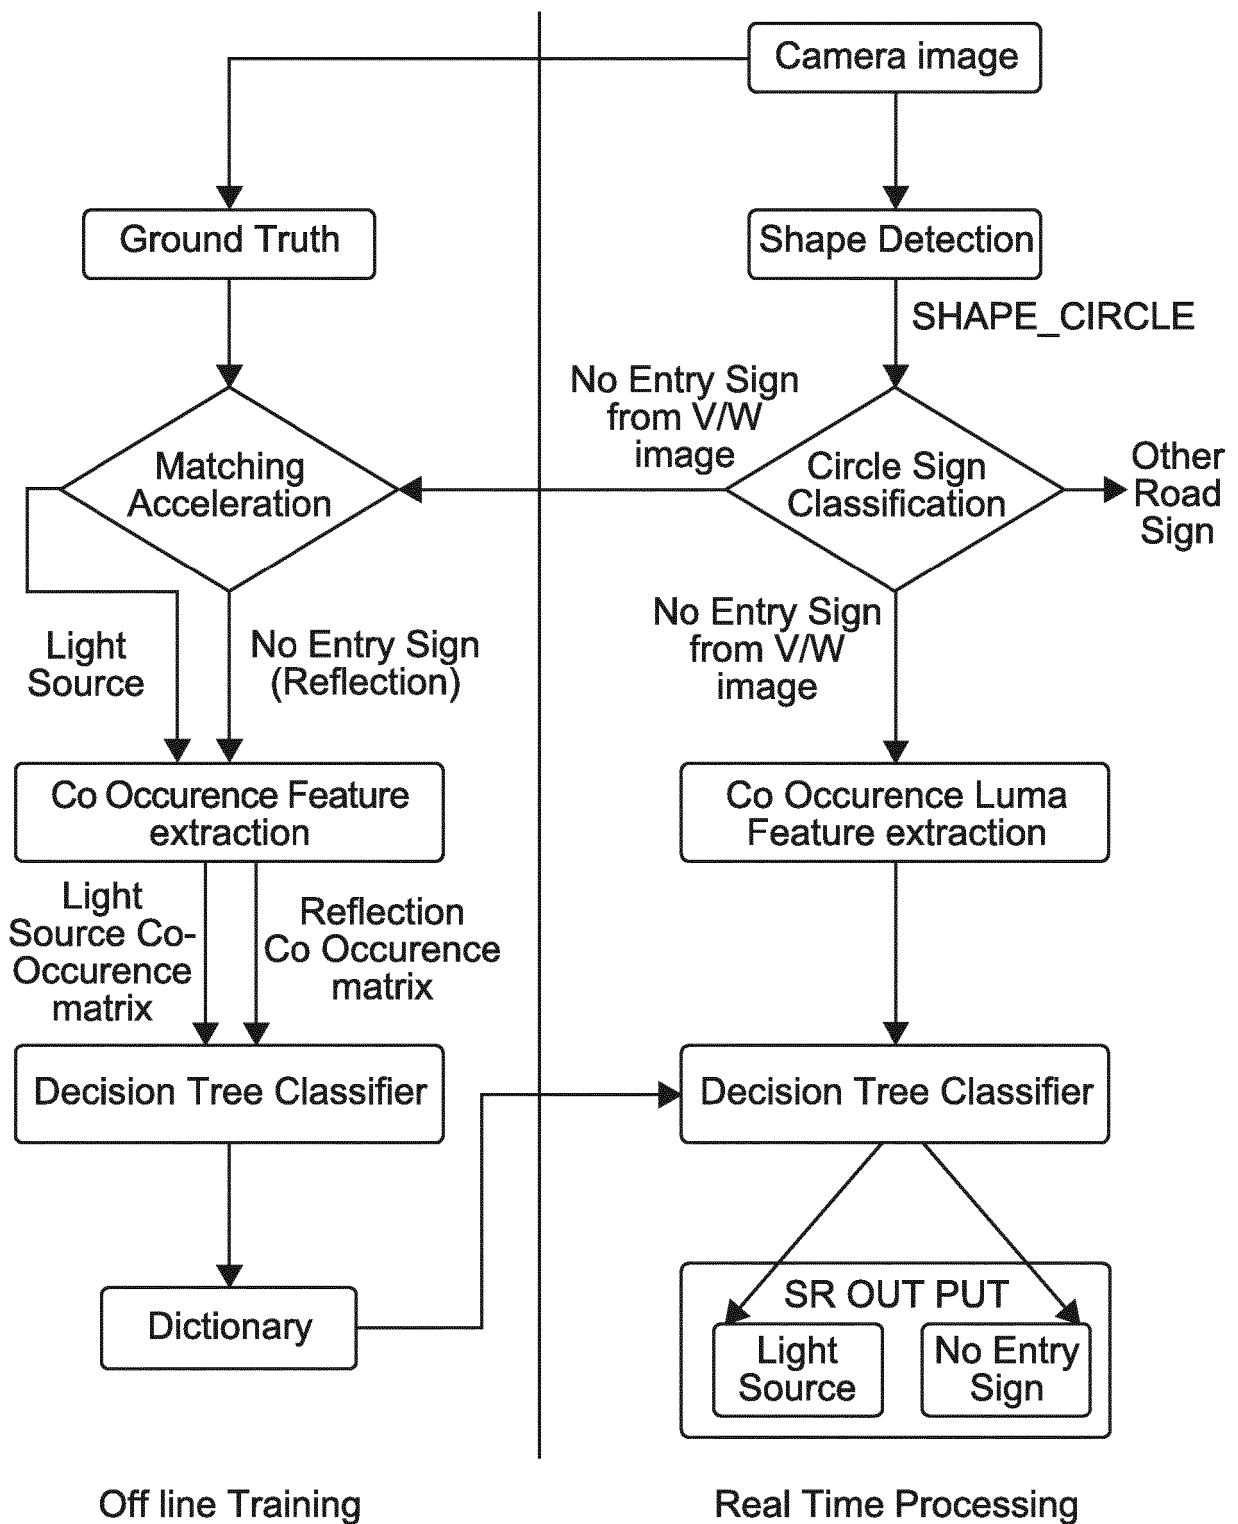 Camera image
Ground Truth
Shape Detection
SHAPE_CIRCLE
No Entry Sign
from V/W
image
Matching
Acceleration
Circle Sign
Classification
Other
Road
Sign
Light
Source
No Entry Sign
(Reflection)
No Entry Sign
from V/W
image
Co Occurence Feature
extraction
Co Occurence Luma
Feature extraction
Light
Source Co-
Occurence
matrix
Reflection
Co Occurence
matrix
Decision Tree Classifier
Decision Tree Classifier
Dictionary
SR OUT PUT
Light
Source
No Entry
Sign
Off line Training
Real Time Processing